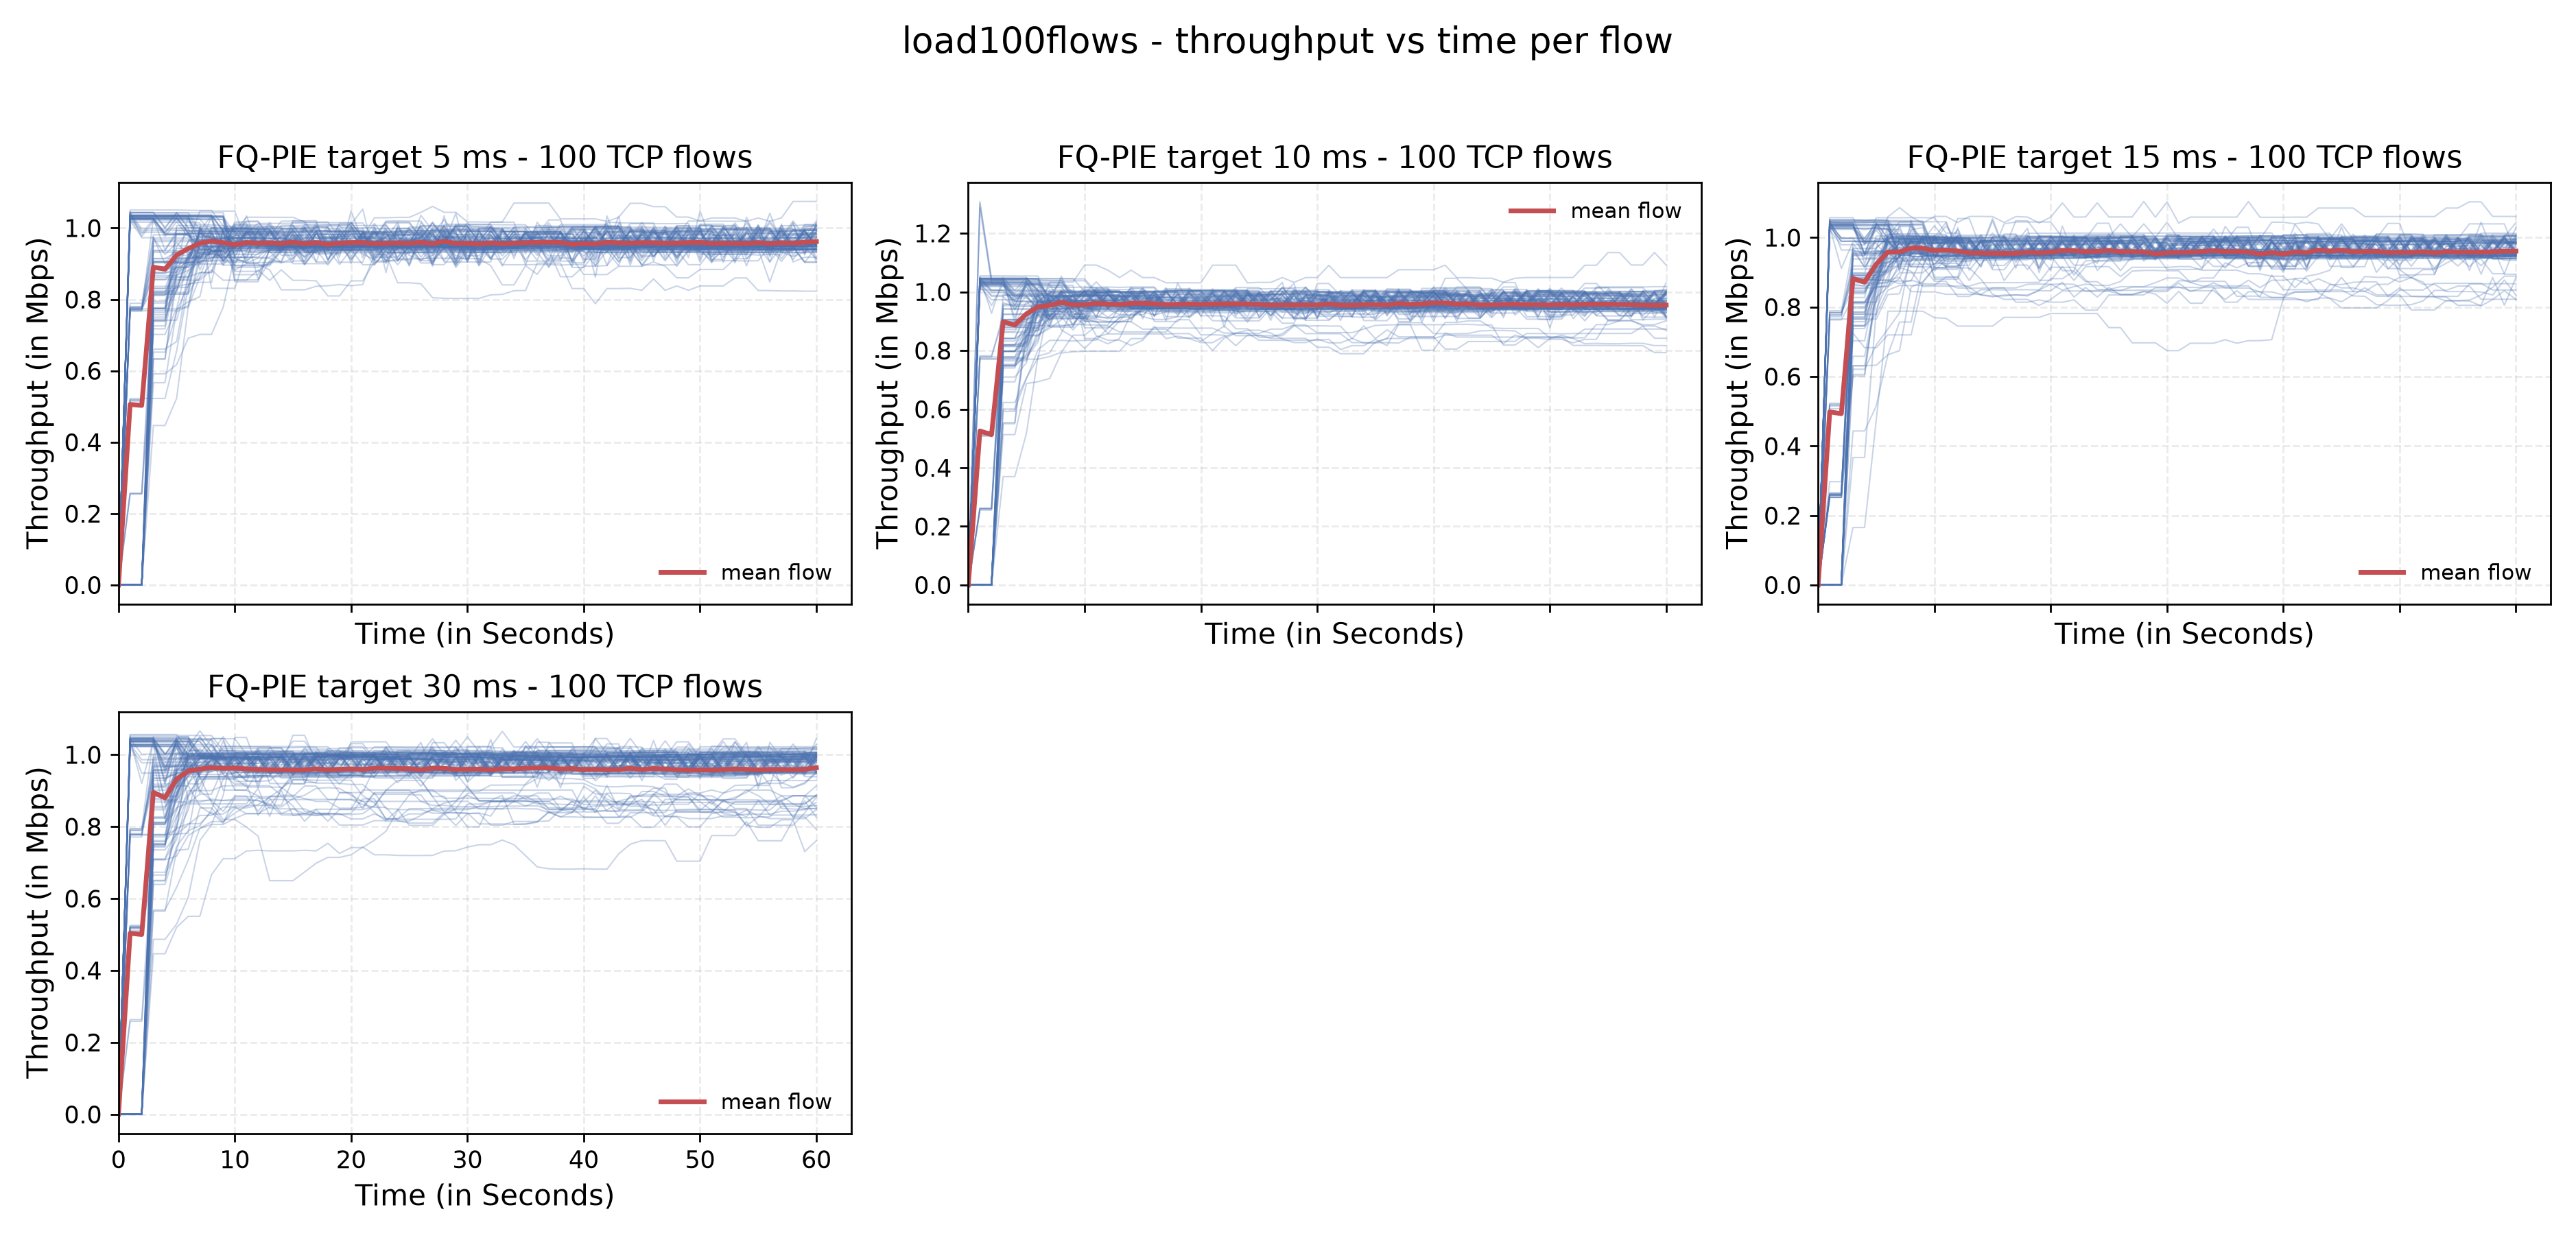 load100flows - throughput vs time per flow
FQ-PIE target 5 ms - 100 TCP flows
Throughput (in Mbps)
1.0
0.8
0.6
0.4
0.2
0.0
mean flow
Time (in Seconds)
FQ-PIE target 10 ms - 100 TCP flows
Throughput (in Mbps)
1.2
1.0
0.8
0.6
0.4
0.2
0.0
mean flow
Time (in Seconds)
FQ-PIE target 15 ms - 100 TCP flows
Throughput (in Mbps)
1.0
0.8
0.6
0.4
0.2
0.0
mean flow
Time (in Seconds)
FQ-PIE target 30 ms - 100 TCP flows
Throughput (in Mbps)
1.0
0.8
0.6
0.4
0.2
0.0
mean flow
0 10 20 30 40 50 60
Time (in Seconds)